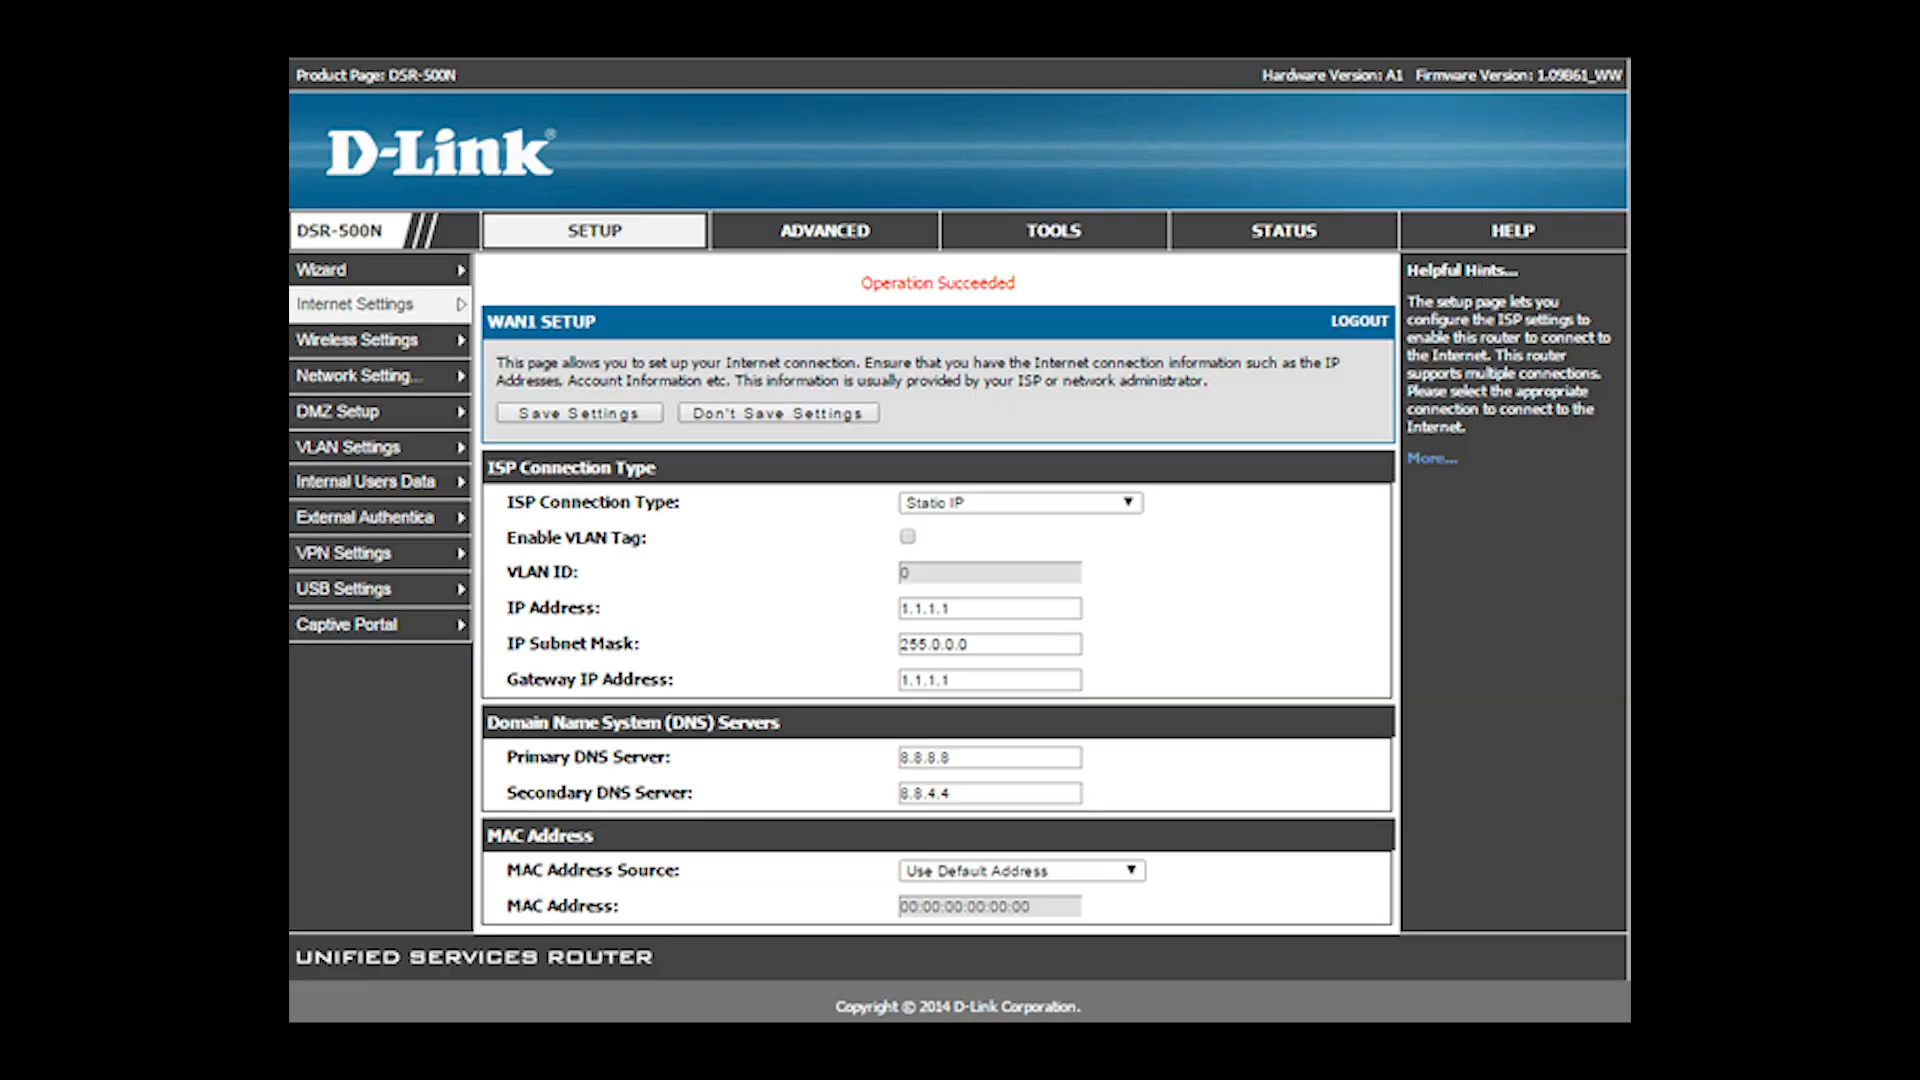 Product Page: DSR-500N
Hardware Version: A1 Firmware Version: 1.09B61_WW
D-Link®
DSR-500N
SETUP
ADVANCED
TOOLS
STATUS
HELP
Wizard
Internet Settings
Wireless Settings
Network Setting...
DMZ Setup
VLAN Settings
Internal Users Data
External Authentica
VPN Settings
USB Settings
Captive Portal
Operation Succeeded
WAN1 SETUP
LOGOUT
This page allows you to set up your Internet connection. Ensure that you have the Internet connection information such as the IP
Addresses, Account Information etc. This information is usually provided by your ISP or network administrator.
Save Settings
Don't Save Settings
ISP Connection Type
ISP Connection Type: Static IP
Enable VLAN Tag:
VLAN ID: 0
IP Address: 1.1.1.1
IP Subnet Mask: 255.0.0.0
Gateway IP Address: 1.1.1.1
Domain Name System (DNS) Servers
Primary DNS Server: 8.8.8.8
Secondary DNS Server: 8.8.4.4
MAC Address
MAC Address Source: Use Default Address
MAC Address: 00:00:00:00:00:00
Helpful Hints...
The setup page lets you
configure the ISP settings to
enable this router to connect to
the Internet. This router
supports multiple connections.
Please select the appropriate
connection to connect to the
Internet.
More...
UNIFIED SERVICES ROUTER
Copyright © 2014 D-Link Corporation.